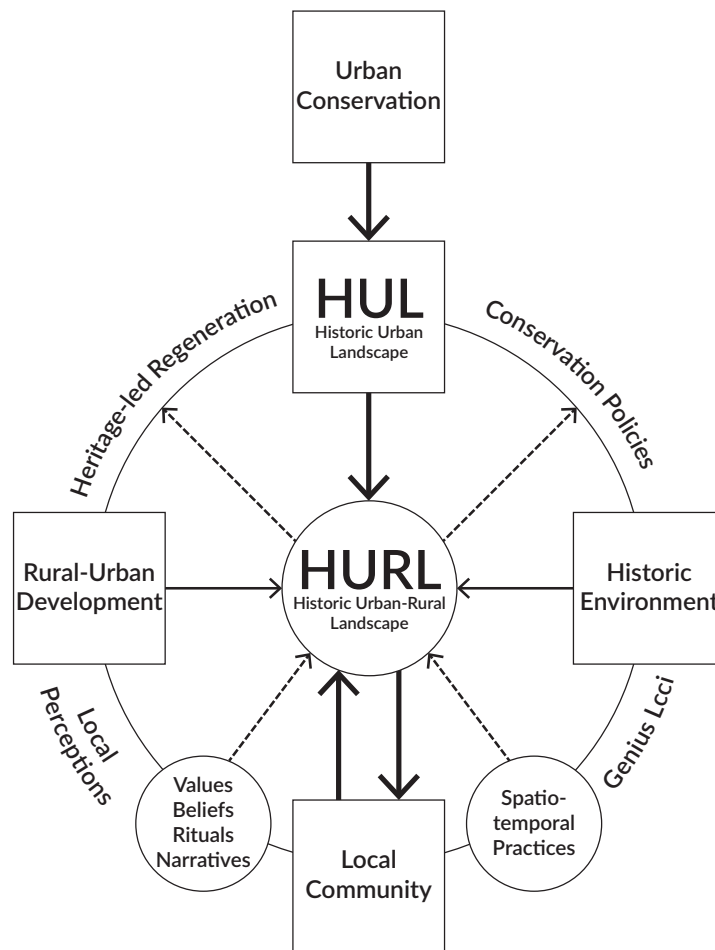 Urban
Conservation
HUL
Historic Urban
Landscape
Heritage-led Regeneration
Conservation Policies
Rural-Urban
Development
HURL
Historic Urban-Rural
Landscape
Historic
Environment
Local
Perceptions
Genius Lcci
Values
Beliefs
Rituals
Narratives
Spatio-
temporal
Practices
Local
Community